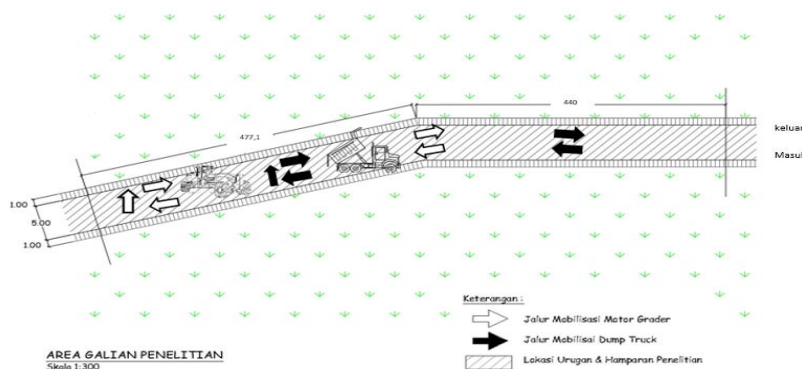 440
keluar
477,1
Masuk
1.00
5.00
1.00
Keterangan :
Jalur Mobilisasi Motor Grader
Jalur Mobilisai Dump Truck
Lokasi Urugan & Hamparan Penelitian
AREA GALIAN PENELITIAN
Skala 1:300